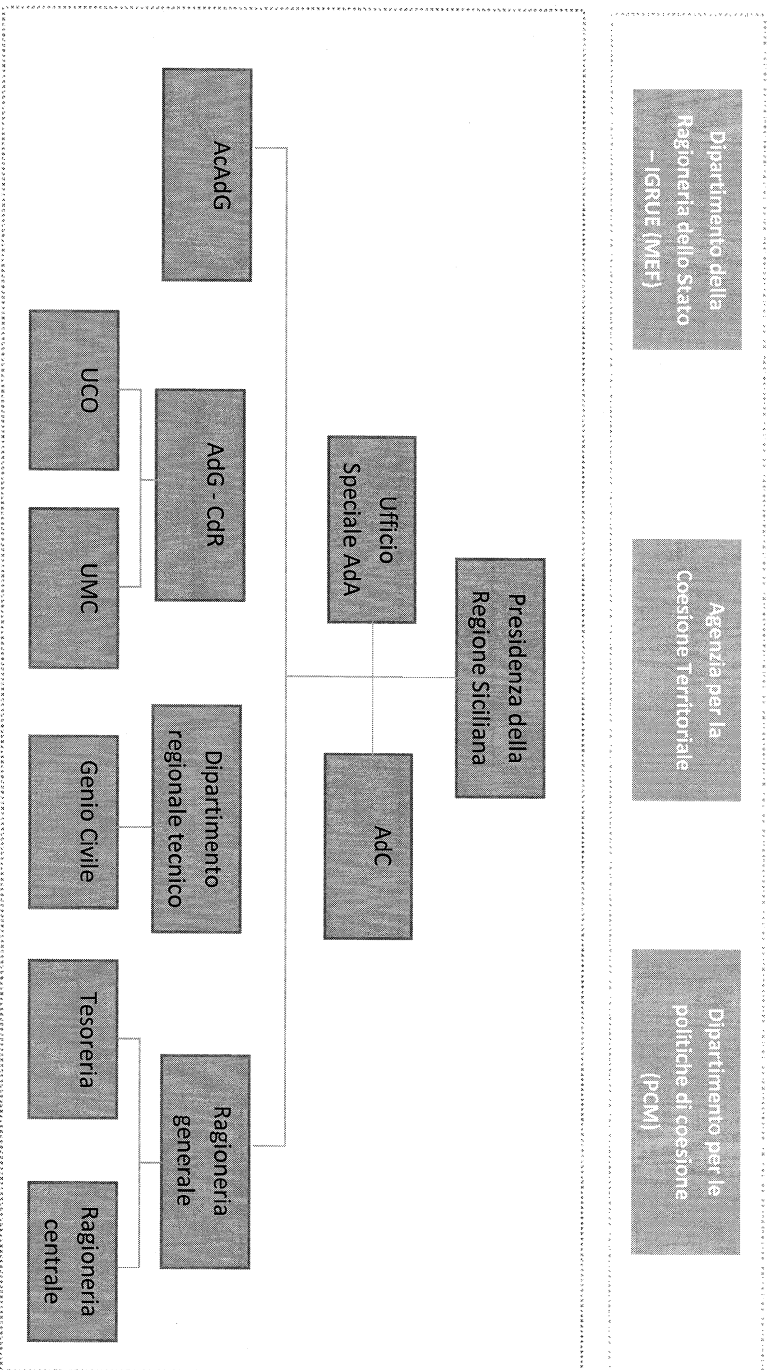 Dipartimento della
Ragioneria dello Stato
– IGRUE (MEF)
Agenzia per la
Coesione Territoriale
Dipartimento per le
politiche di coesione
(PCM)
Presidenza della
Regione Siciliana
Ufficio
Speciale AdA
AdC
AcAdG
AdG - CdR
Dipartimento
regionale tecnico
Ragioneria
generale
UCO
UMC
Genio Civile
Tesoreria
Ragioneria
centrale